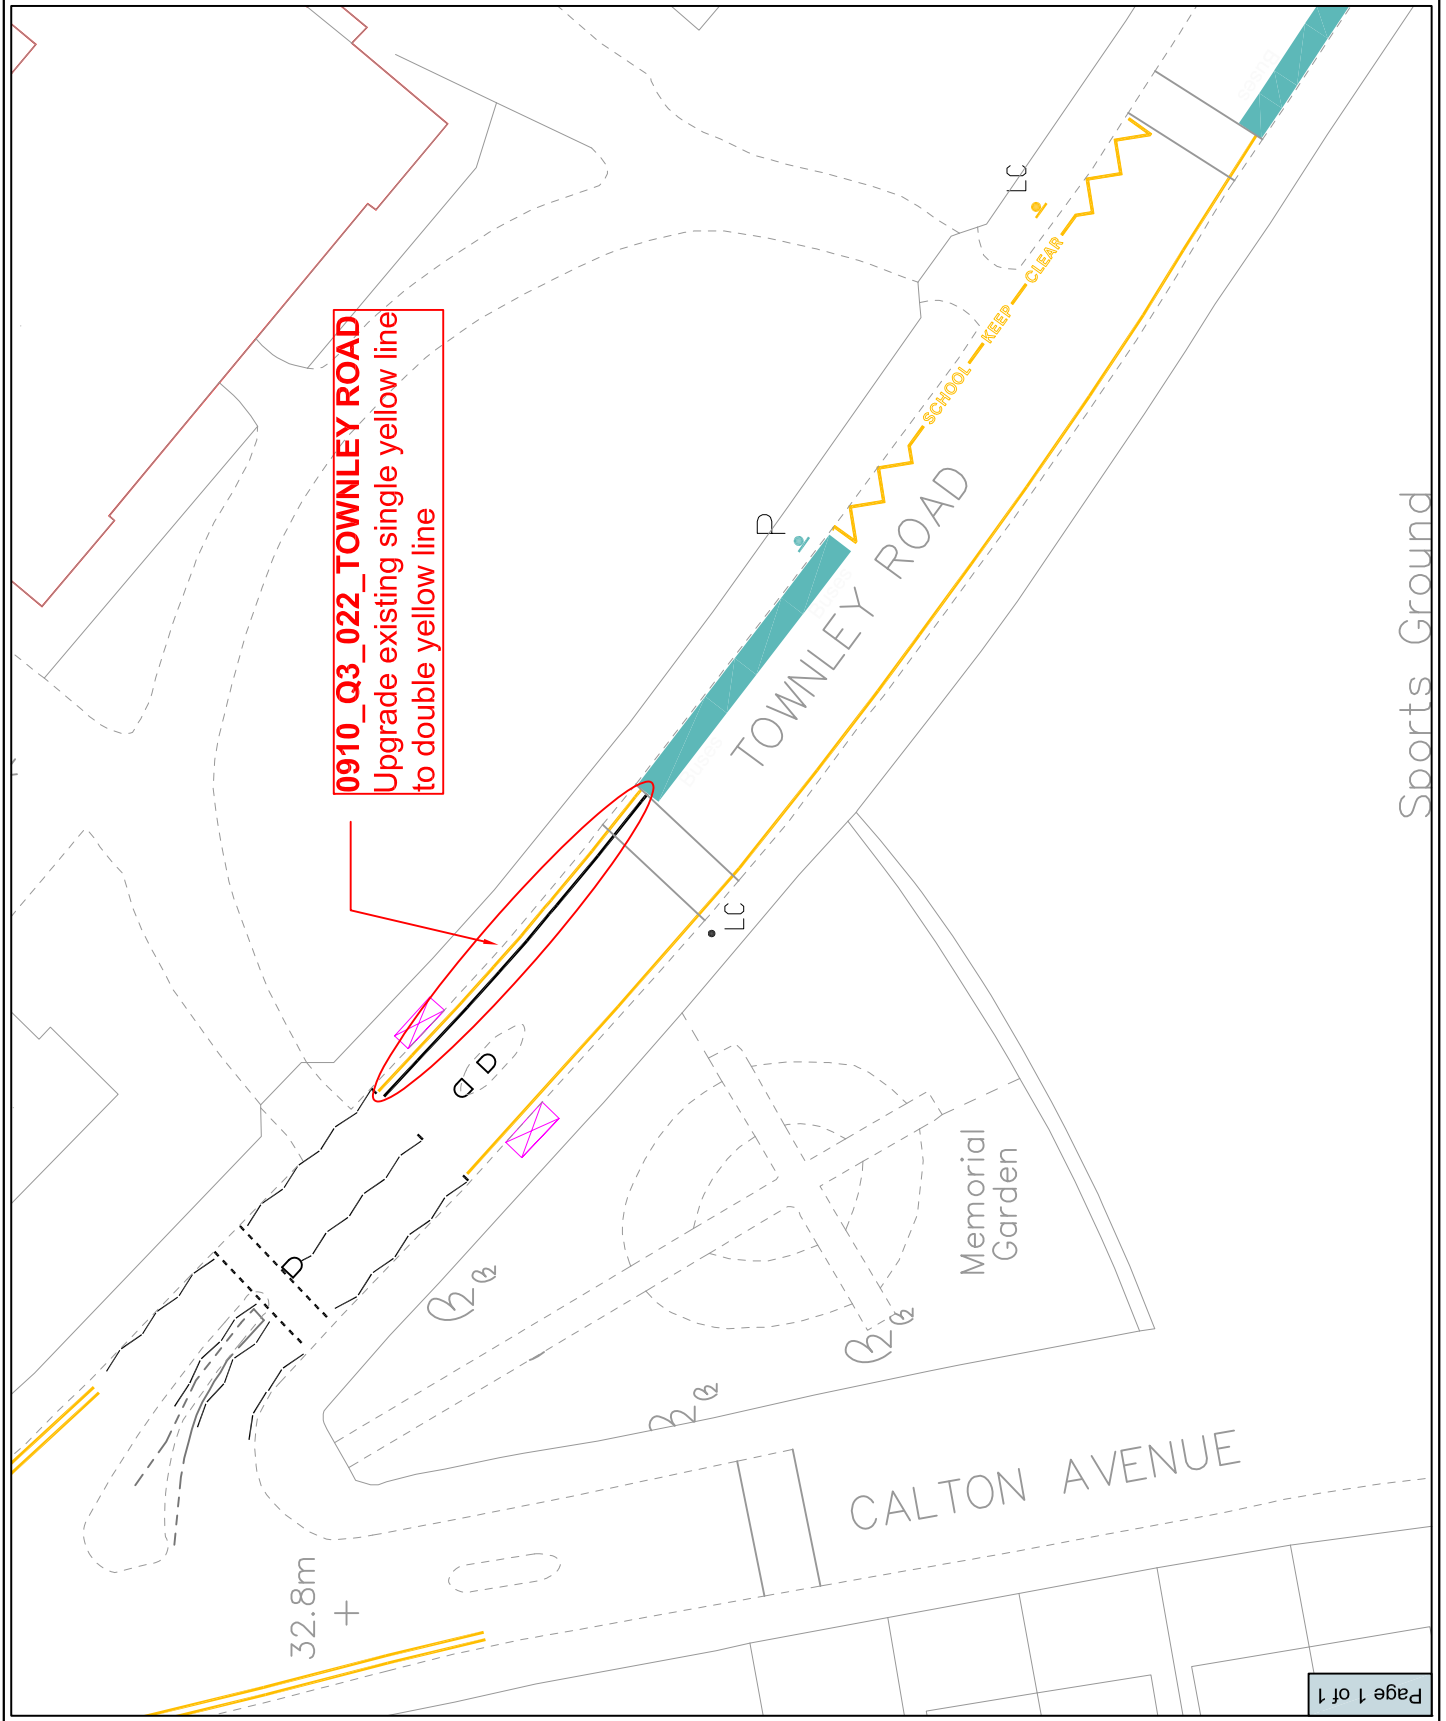 0910_Q3_022_TOWNLEY ROAD
Upgrade existing single yellow line
to double yellow line
LC
SCHOOL KEEP CLEAR
P
TOWNLEY ROAD
Sports Ground
LC
D
D
D
Memorial
Garden
CALTON AVENUE
32.8m
Page 1 of 1